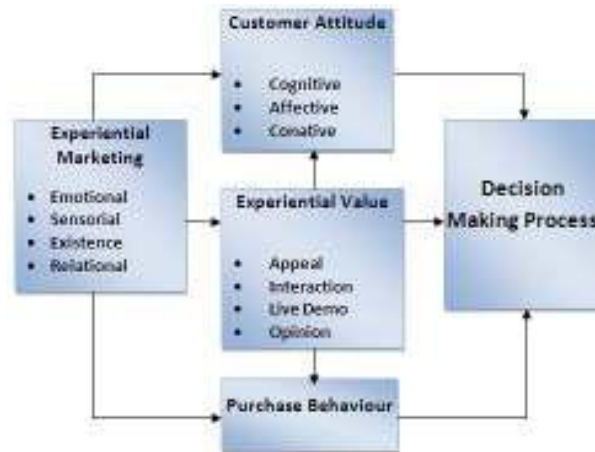 Customer Attitude
• Cognitive
• Affective
• Conative
Experiential
Marketing
• Emotional
• Sensorial
• Existence
• Relational
Experiential Value
• Appeal
• Interaction
• Live Demo
• Opinion
Decision
Making Process
Purchase Behaviour